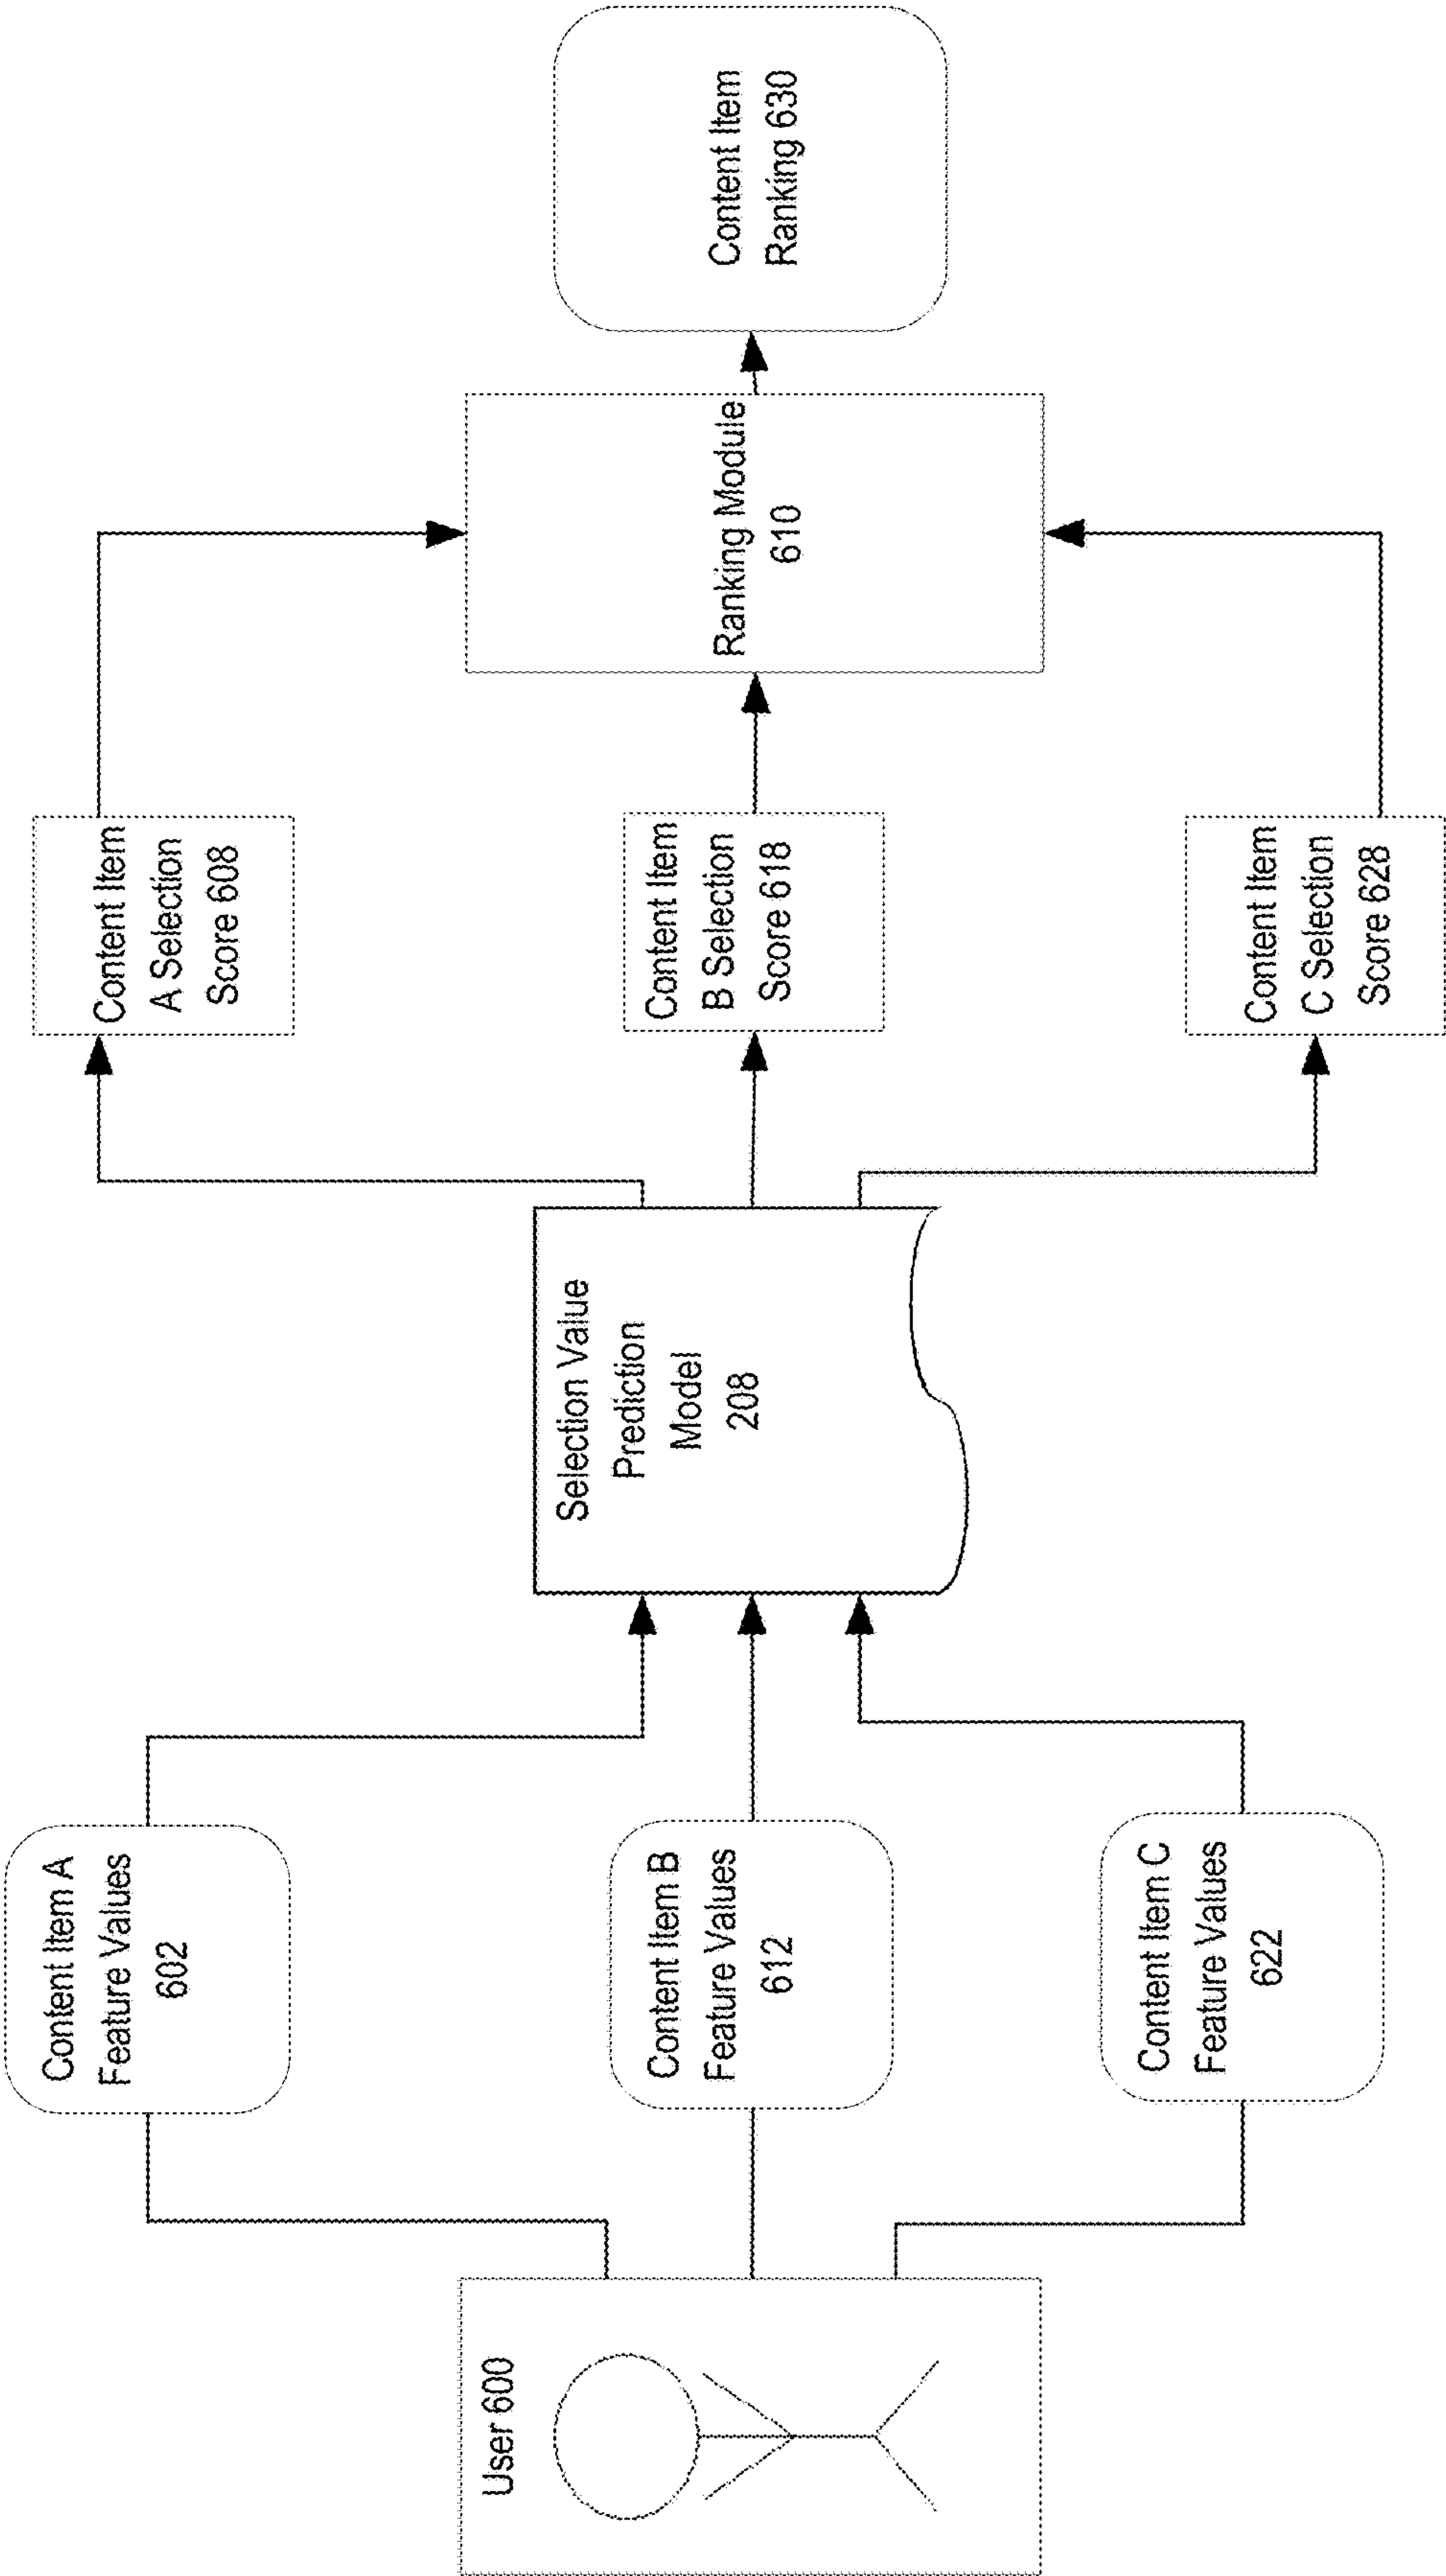 User 600
Content Item A
Feature Values
602
Content Item B
Feature Values
612
Content Item C
Feature Values
622
Selection Value
Prediction
Model
208
Content Item
A Selection
Score 608
Content Item
B Selection
Score 618
Content Item
C Selection
Score 628
Ranking Module
610
Content Item
Ranking 630